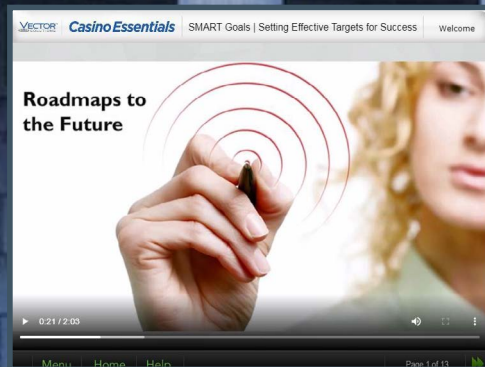 VECTOR
Casino Essentials
SMART Goals | Setting Effective Targets for Success
Welcome
Roadmaps to
the Future
0:21 / 2:03
Menu
Home
Help
Page 1 of 13